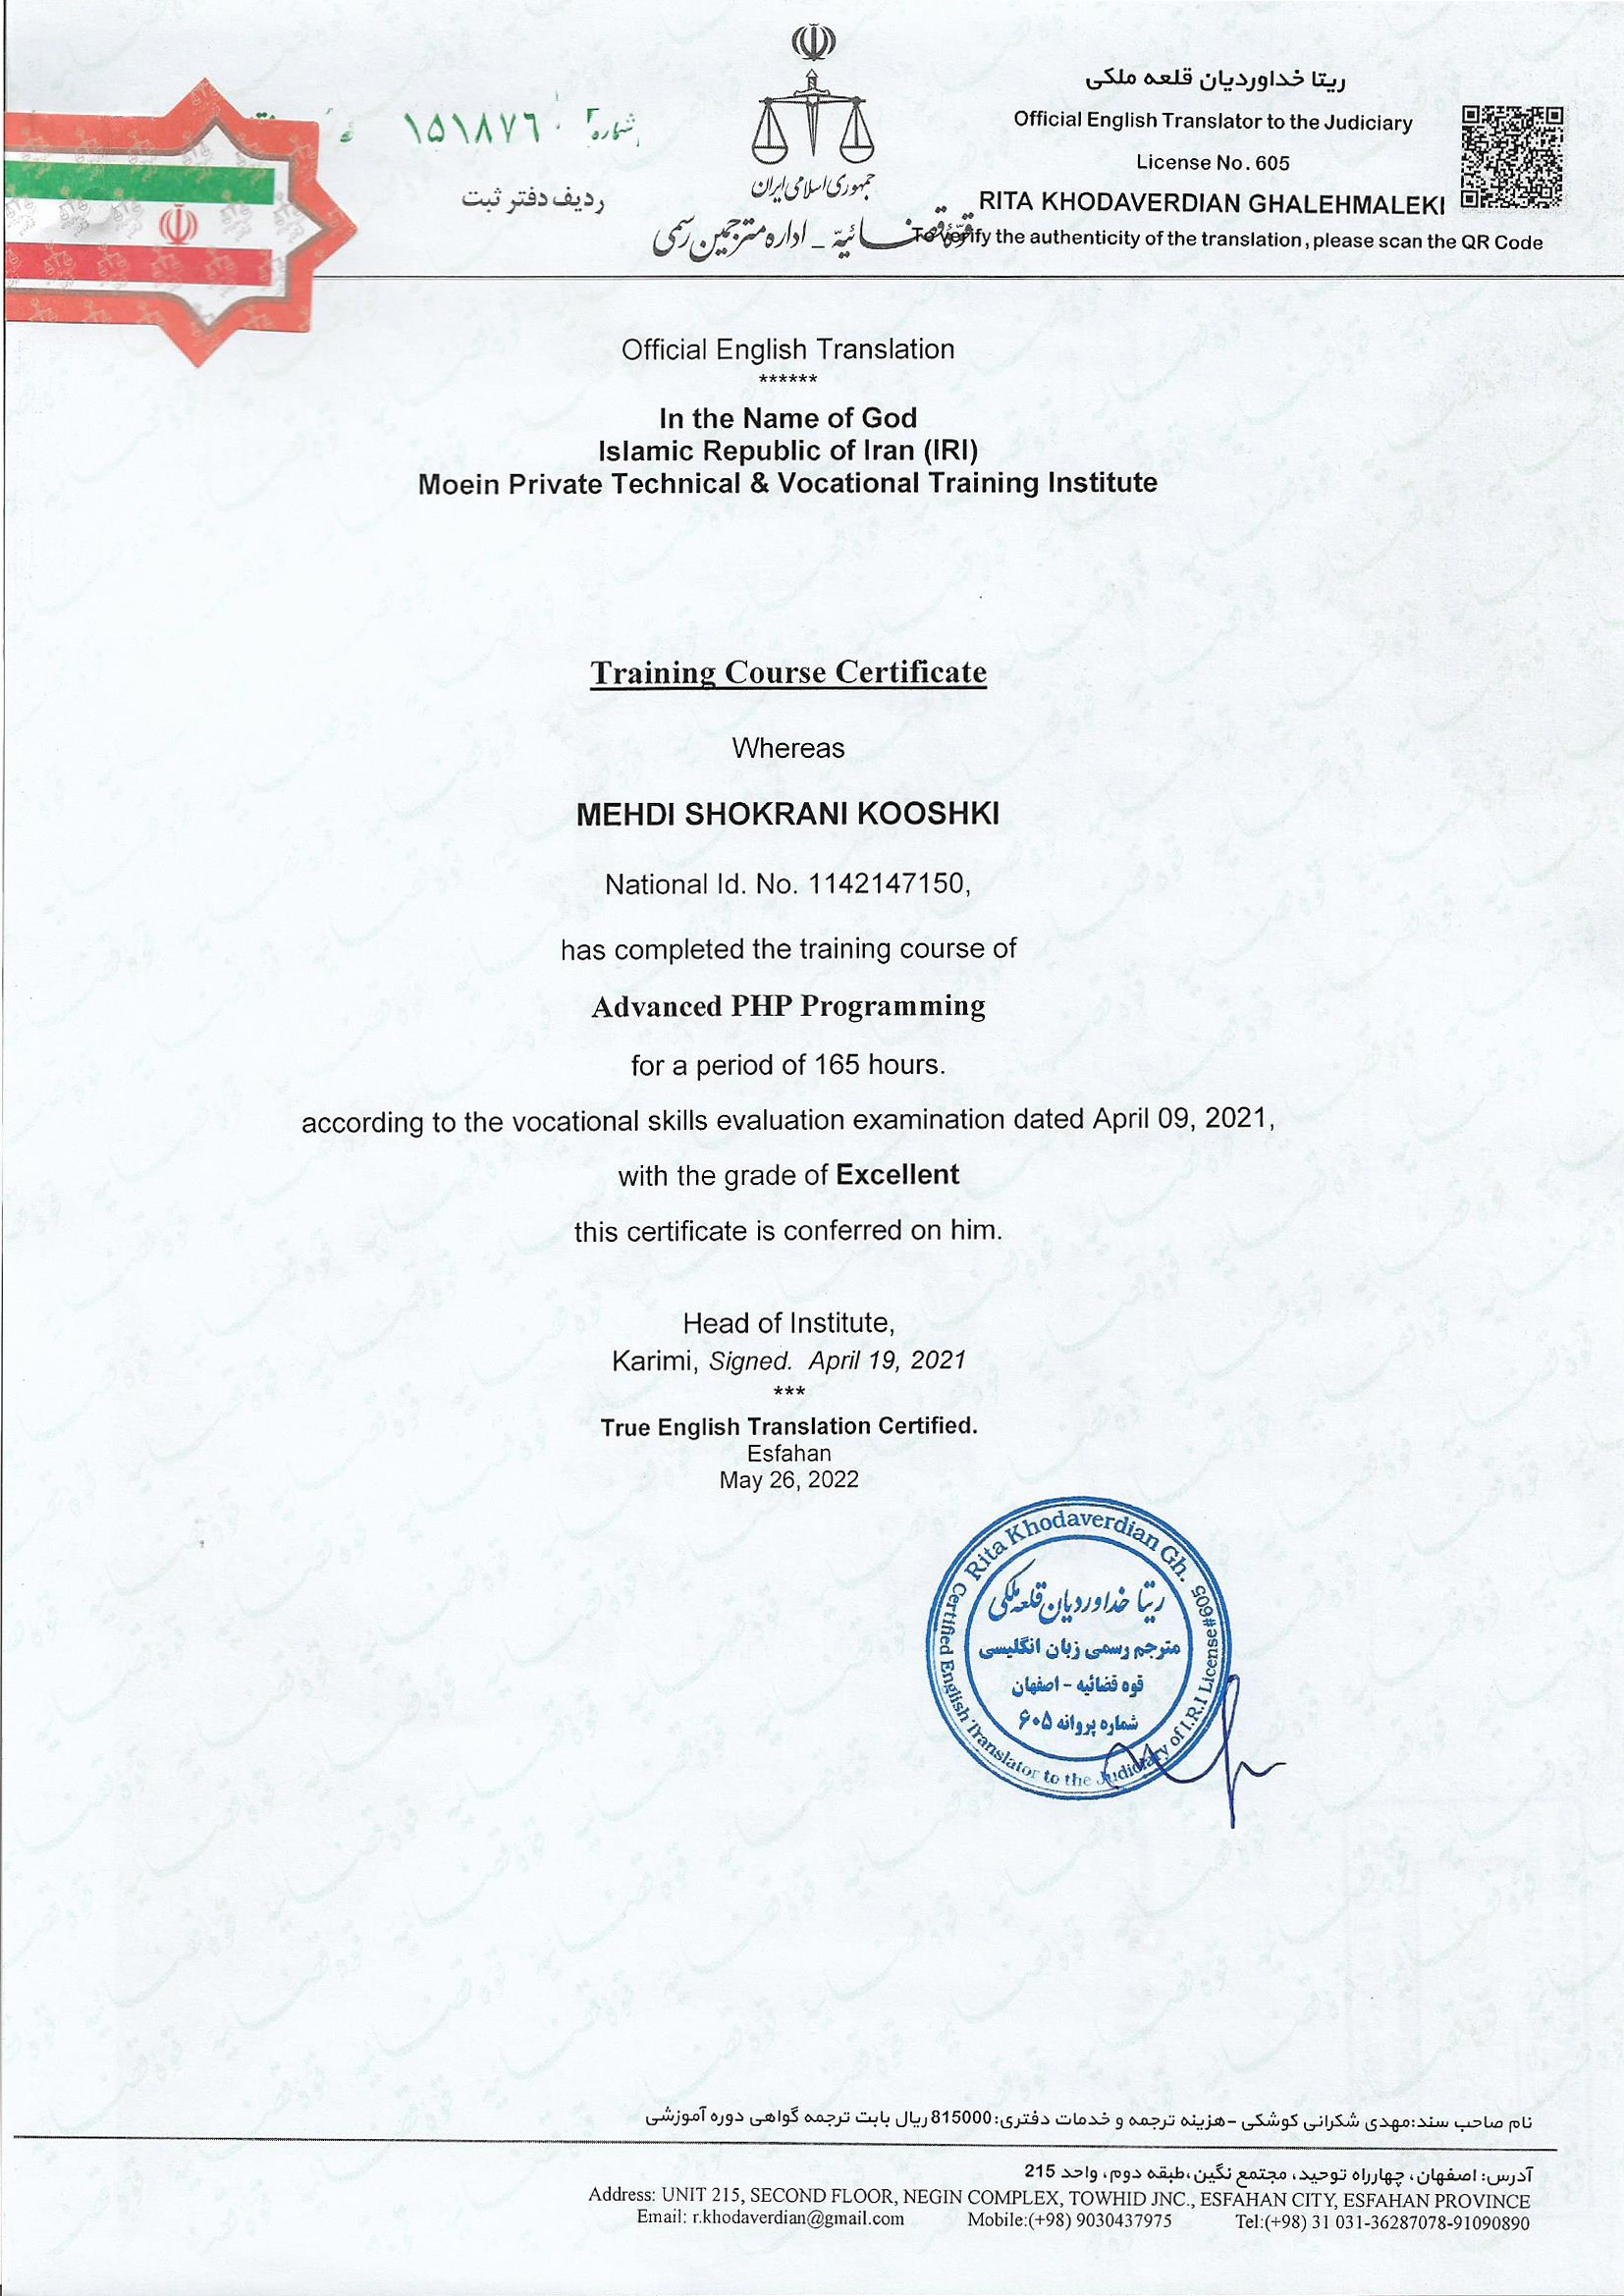 شماره
۱۵۱۸۷۶
ردیف دفتر ثبت
جمهوری اسلامی ایران
قوّهٔ قضائیّه - اداره مترجمین رسمی
ریتا خداوردیان قلعه ملکی
Official English Translator to the Judiciary
License No. 605
RITA KHODAVERDIAN GHALEHMALEKI
To verify the authenticity of the translation, please scan the QR Code
Official English Translation
******
In the Name of God
Islamic Republic of Iran (IRI)
Moein Private Technical & Vocational Training Institute
Training Course Certificate
Whereas
MEHDI SHOKRANI KOOSHKI
National Id. No. 1142147150,
has completed the training course of
Advanced PHP Programming
for a period of 165 hours.
according to the vocational skills evaluation examination dated April 09, 2021,
with the grade of Excellent
this certificate is conferred on him.
Head of Institute,
Karimi, Signed. April 19, 2021
***
True English Translation Certified.
Esfahan
May 26, 2022
Rita Khodaverdian Gh.
Certified English Translator to the Judiciary of I.R.I License#605
ریتا خداوردیان قلعه ملکی
مترجم رسمی زبان انگلیسی
قوه قضائیه - اصفهان
شماره پروانه ۶۰۵
نام صاحب سند:مهدی شکرانی کوشکی -هزینه ترجمه و خدمات دفتری:815000ریال بابت ترجمه گواهی دوره آموزشی
آدرس: اصفهان، چهارراه توحید، مجتمع نگین،طبقه دوم، واحد 215
Address: UNIT 215, SECOND FLOOR, NEGIN COMPLEX, TOWHID JNC., ESFAHAN CITY, ESFAHAN PROVINCE
Email: r.khodaverdian@gmail.com Mobile:(+98) 9030437975 Tel:(+98) 31 031-36287078-91090890